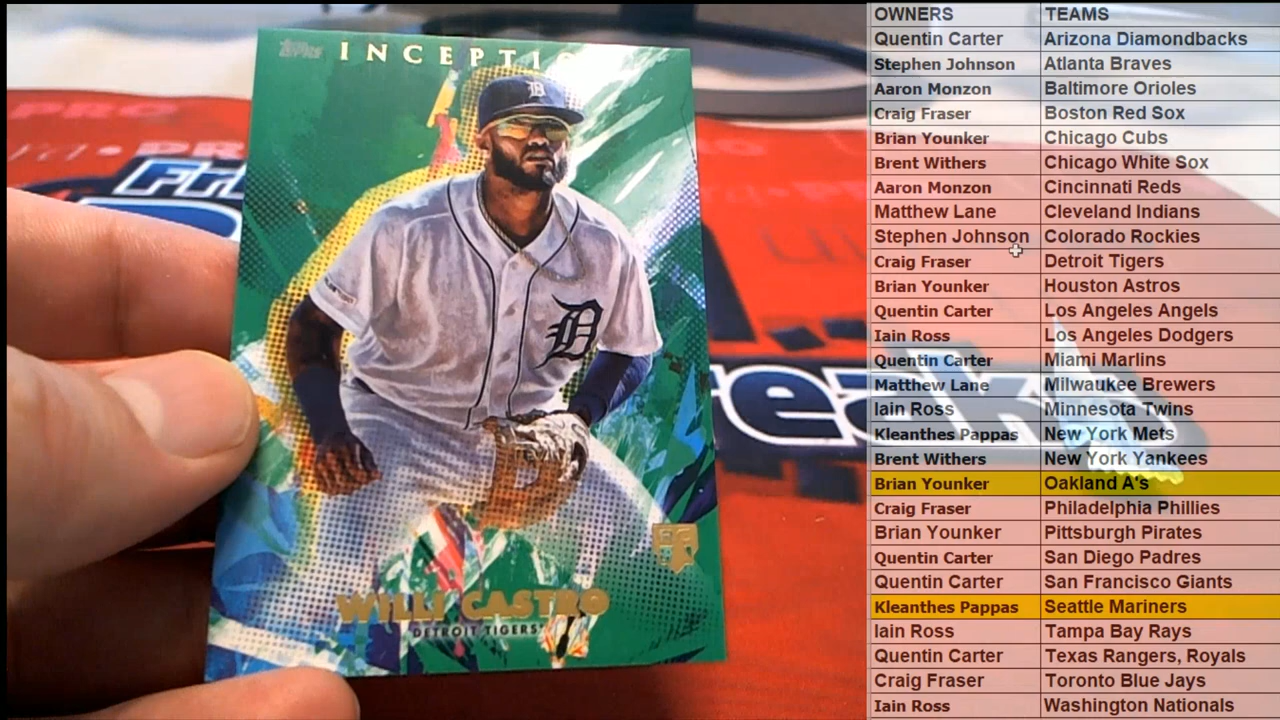 Topps INCEPTI
D
D
RC
WILLI CASTRO
DETROIT TIGERS
PRO
PRO
Fri
eaks
OWNERS TEAMS
Quentin Carter Arizona Diamondbacks
Stephen Johnson Atlanta Braves
Aaron Monzon Baltimore Orioles
Craig Fraser Boston Red Sox
Brian Younker Chicago Cubs
Brent Withers Chicago White Sox
Aaron Monzon Cincinnati Reds
Matthew Lane Cleveland Indians
Stephen Johnson Colorado Rockies
Craig Fraser Detroit Tigers
Brian Younker Houston Astros
Quentin Carter Los Angeles Angels
Iain Ross Los Angeles Dodgers
Quentin Carter Miami Marlins
Matthew Lane Milwaukee Brewers
Iain Ross Minnesota Twins
Kleanthes Pappas New York Mets
Brent Withers New York Yankees
Brian Younker Oakland A's
Craig Fraser Philadelphia Phillies
Brian Younker Pittsburgh Pirates
Quentin Carter San Diego Padres
Quentin Carter San Francisco Giants
Kleanthes Pappas Seattle Mariners
Iain Ross Tampa Bay Rays
Quentin Carter Texas Rangers, Royals
Craig Fraser Toronto Blue Jays
Iain Ross Washington Nationals